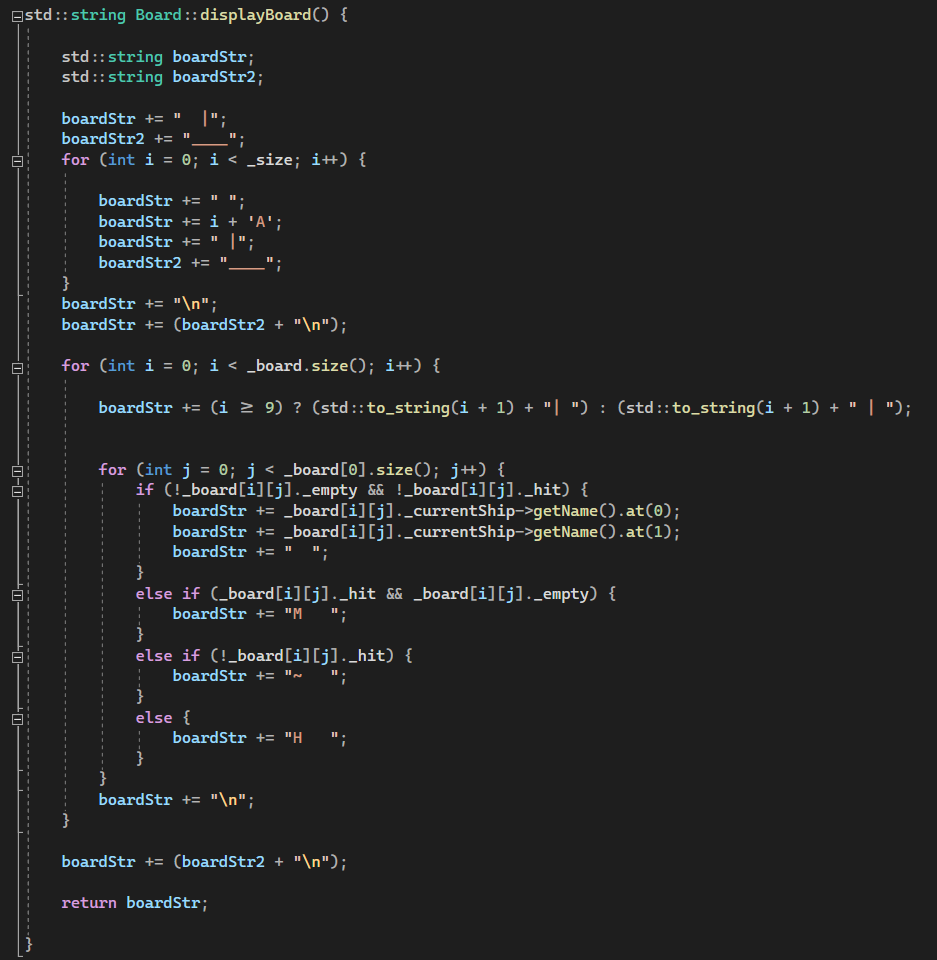 std::string Board::displayBoard() {
    std::string boardStr;
    std::string boardStr2;
    boardStr += "  |";
    boardStr2 += "____";
    for (int i = 0; i < _size; i++) {
        boardStr += " ";
        boardStr += i + 'A';
        boardStr += " |";
        boardStr2 += "____";
    }
    boardStr += "\n";
    boardStr += (boardStr2 + "\n");
    for (int i = 0; i < _board.size(); i++) {
        boardStr += (i ≥ 9) ? (std::to_string(i + 1) + "| ") : (std::to_string(i + 1) + " | ");
        for (int j = 0; j < _board[0].size(); j++) {
            if (!_board[i][j]._empty && !_board[i][j]._hit) {
                boardStr += _board[i][j]._currentShip->getName().at(0);
                boardStr += _board[i][j]._currentShip->getName().at(1);
                boardStr += "  ";
            }
            else if (_board[i][j]._hit && _board[i][j]._empty) {
                boardStr += "M   ";
            }
            else if (!_board[i][j]._hit) {
                boardStr += "~   ";
            }
            else {
                boardStr += "H   ";
            }
        }
        boardStr += "\n";
    }
    boardStr += (boardStr2 + "\n");
    return boardStr;
}